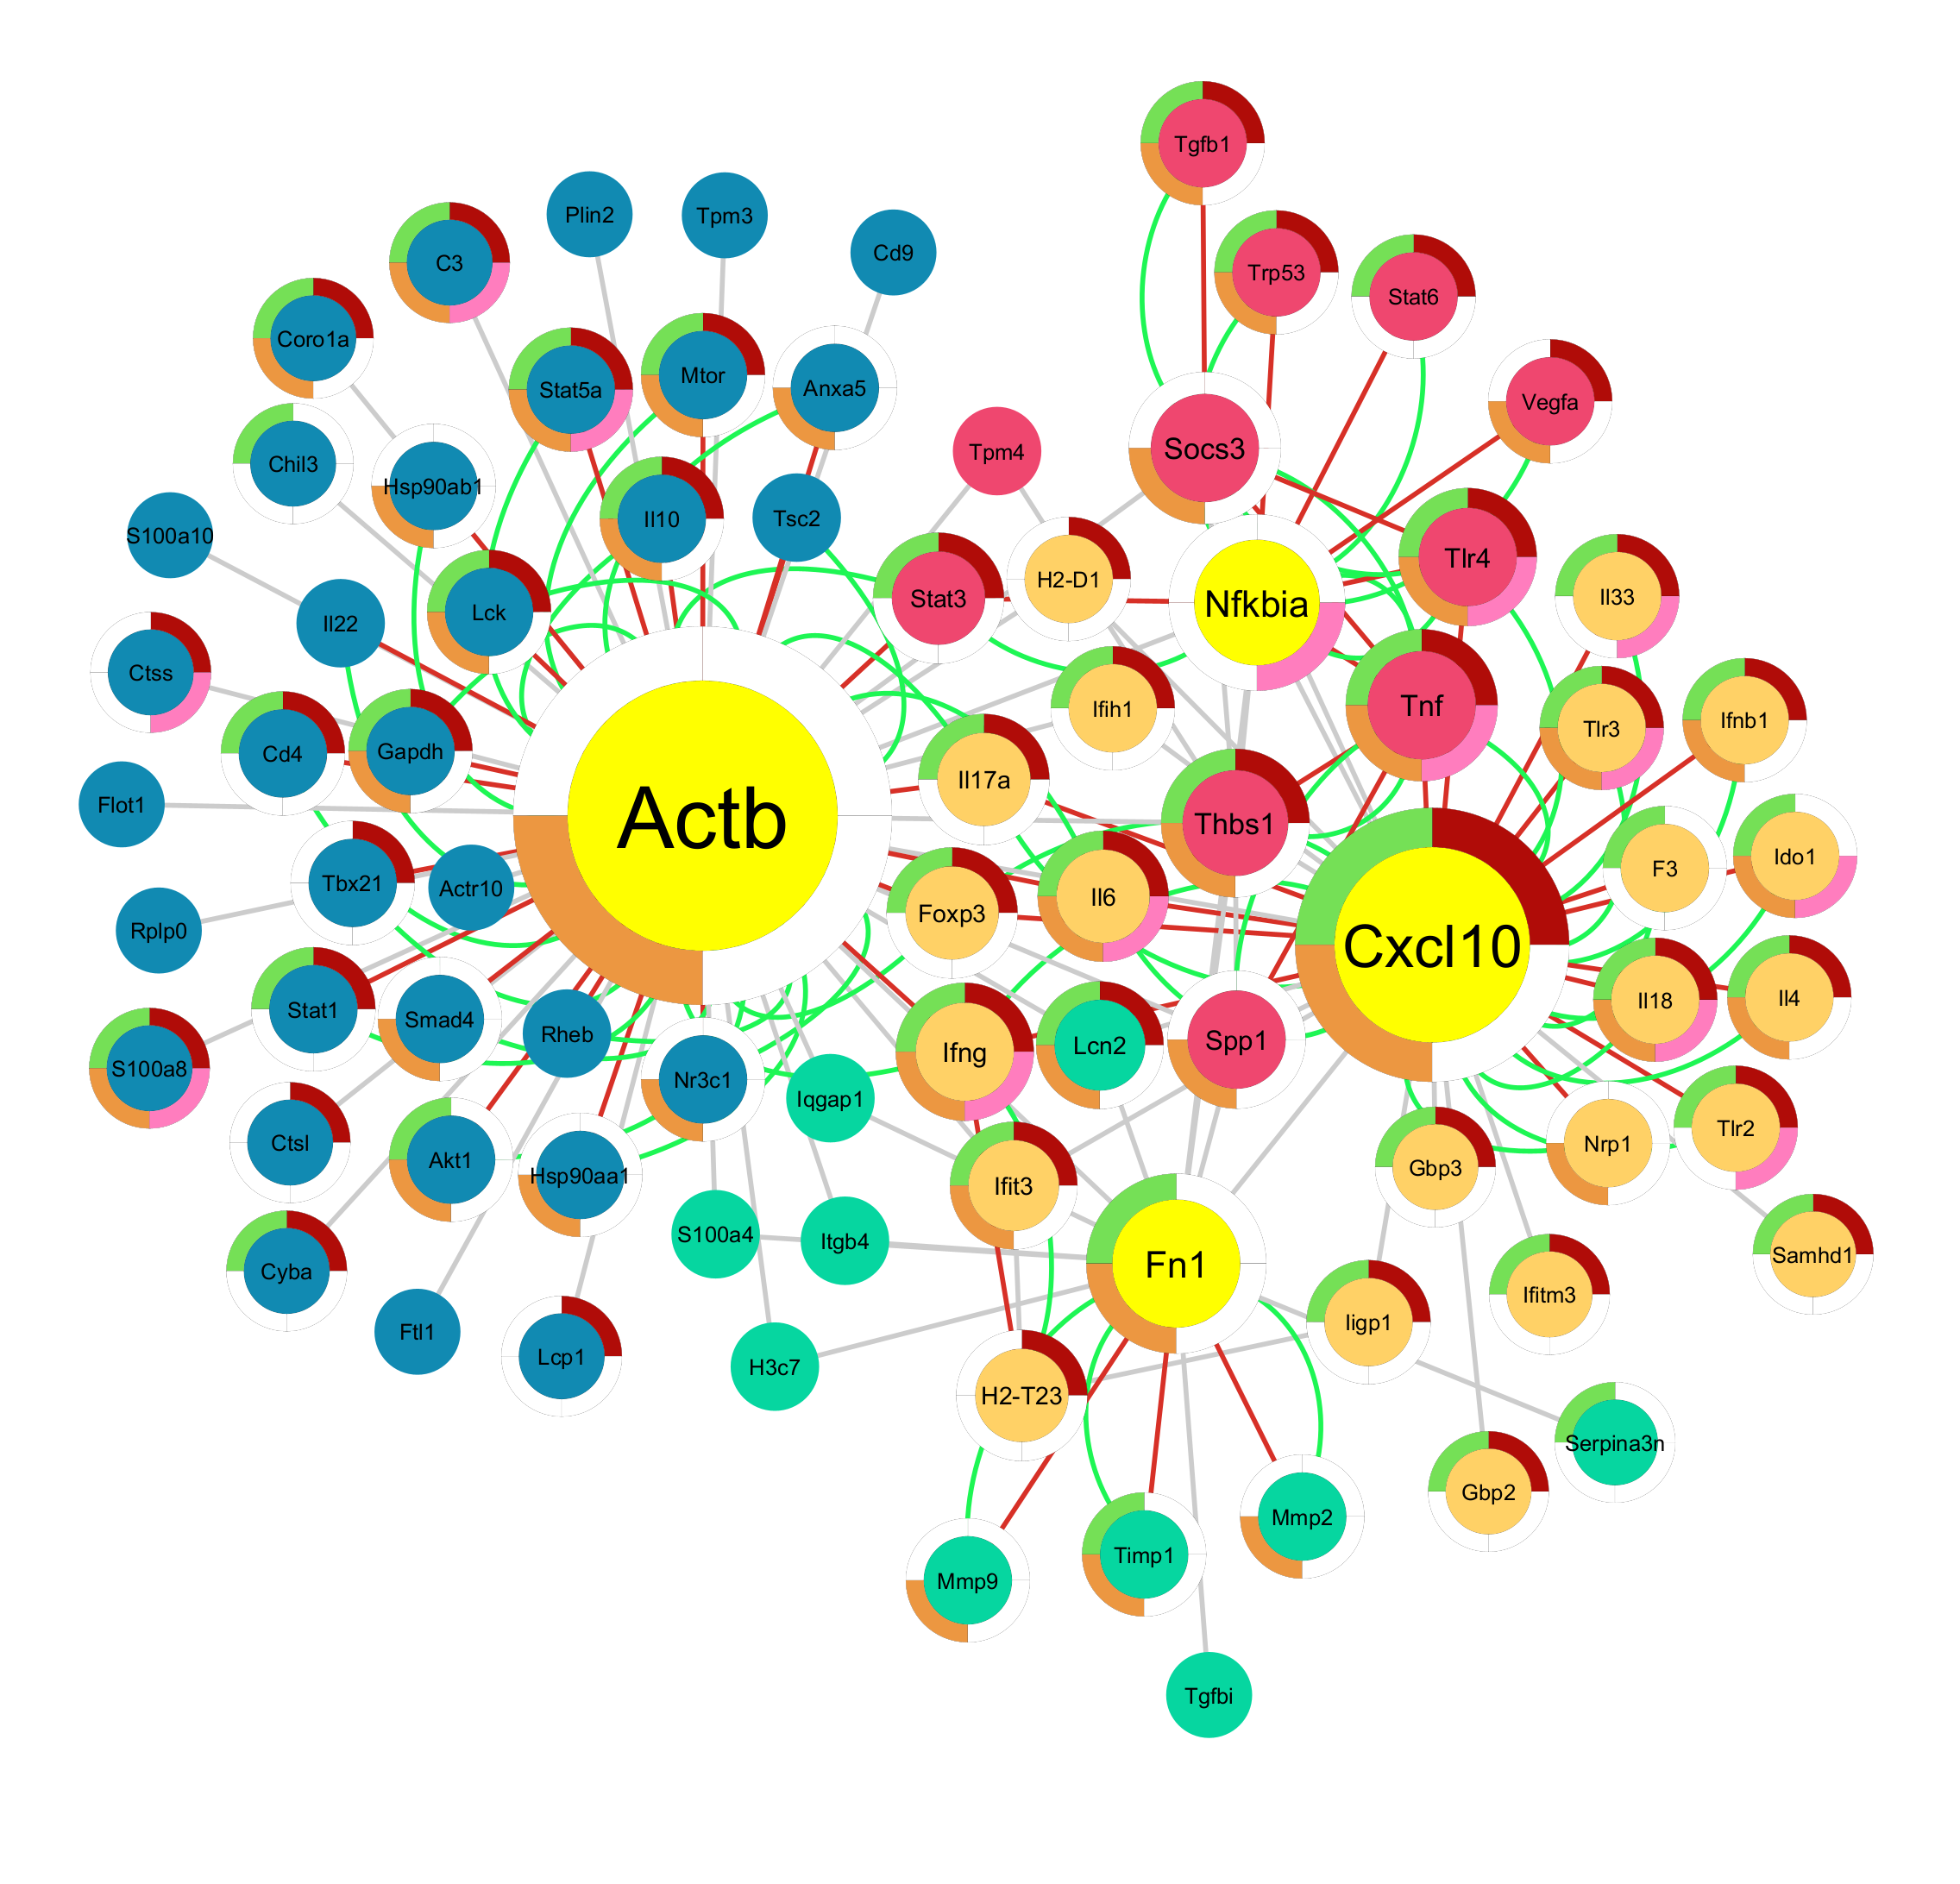 Tgfb1
Plin2
Tpm3
Cd9
C3
Trp53
Stat6
Coro1a
Stat5a
Mtor
Anxa5
Vegfa
Chil3
Hsp90ab1
Tpm4
Socs3
Il10
Tsc2
S100a10
Tlr4
H2-D1
Stat3
Nfkbia
Il33
Lck
Il22
Ctss
Cd4
Gapdh
Ifih1
Tnf
Tlr3
Ifnb1
Il17a
Flot1
Actb
Thbs1
F3
Ido1
Tbx21
Actr10
Foxp3
Il6
Rplp0
Cxcl10
Stat1
Smad4
Rheb
Il18
Il4
S100a8
Nr3c1
Iqgap1
Ifng
Lcn2
Spp1
Ctsl
Akt1
Hsp90aa1
Ifit3
Gbp3
Nrp1
Tlr2
Cyba
S100a4
Itgb4
Fn1
Samhd1
Ifitm3
Iigp1
Ftl1
Lcp1
H3c7
H2-T23
Serpina3n
Gbp2
Mmp2
Timp1
Mmp9
Tgfbi